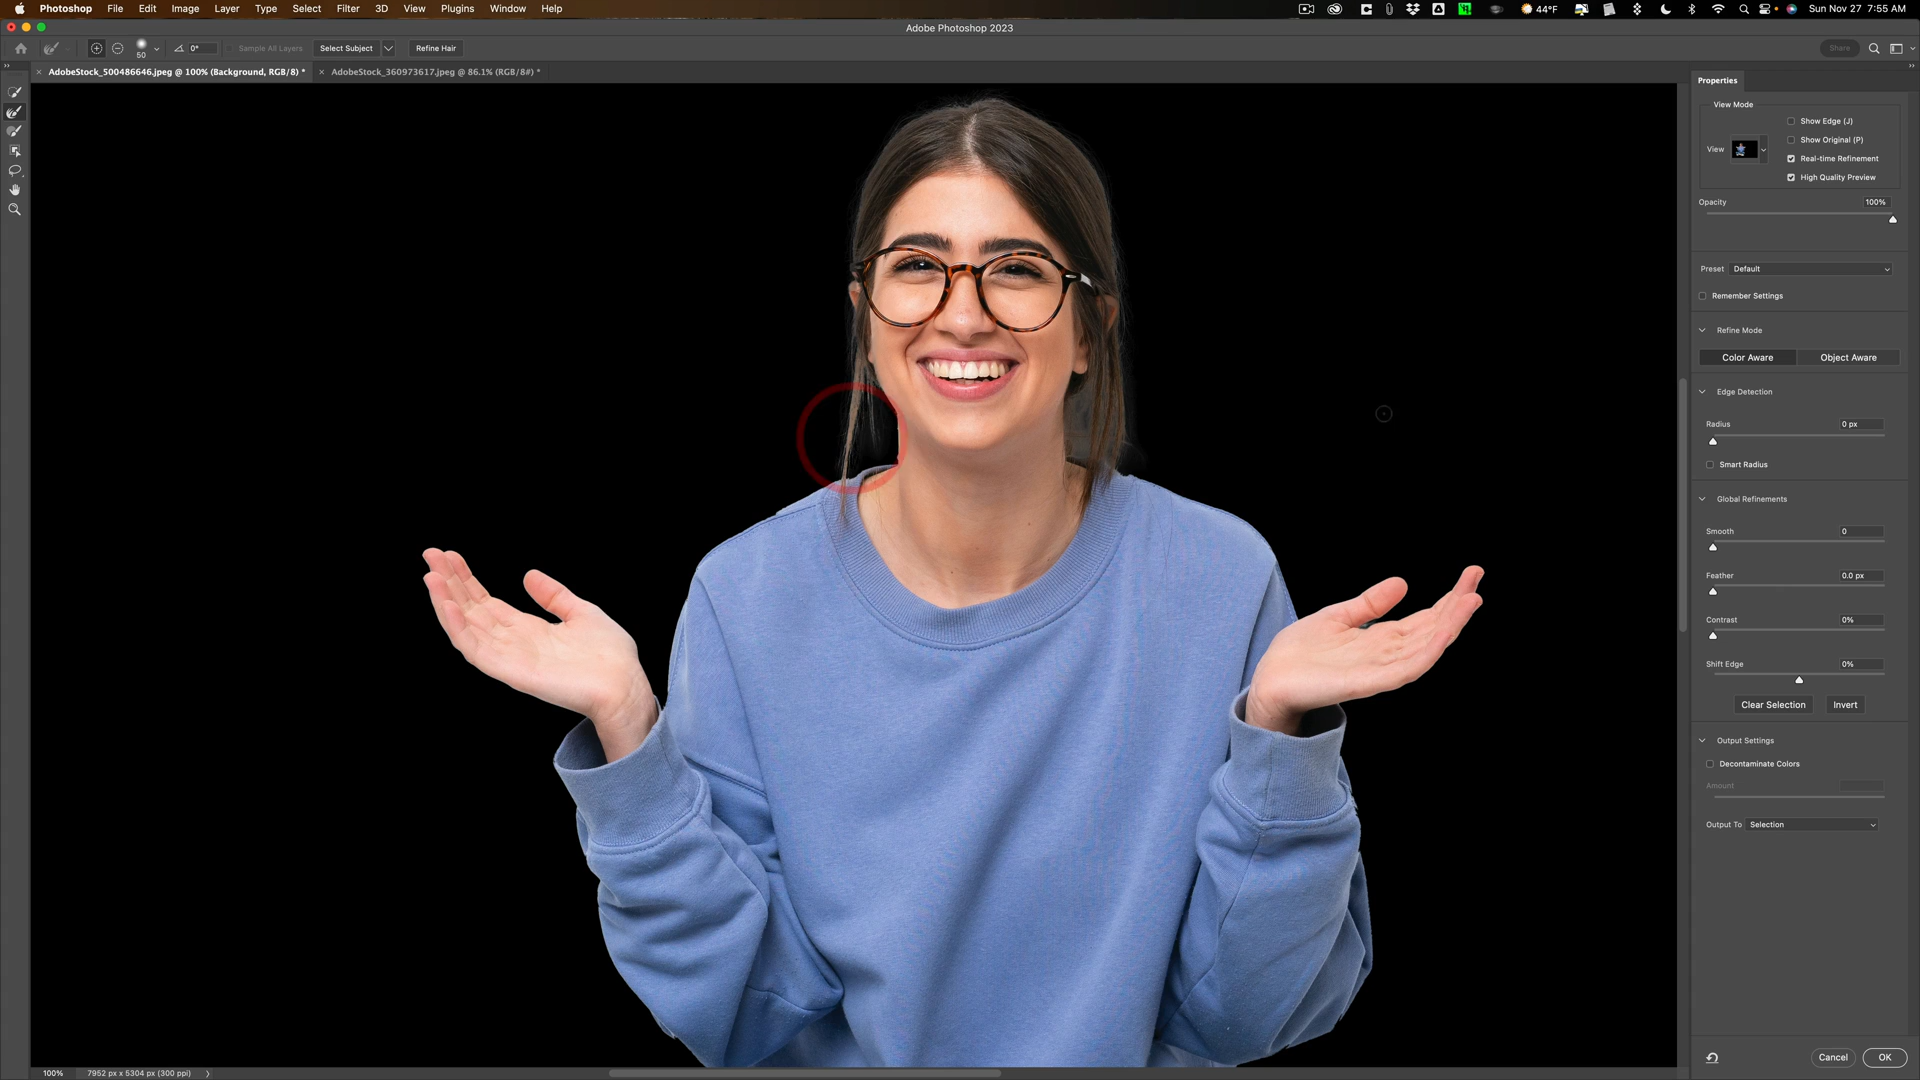 Photoshop File Edit Image Layer Type Select Filter 3D View Plugins Window Help 44°F Sun Nov 27 7:55 AM
Adobe Photoshop 2023
50 0° Sample All Layers Select Subject Refine Hair Share
AdobeStock_500486646.jpeg @ 100% (Background, RGB/8) * AdobeStock_360973617.jpeg @ 86.1% (RGB/8#) *
Properties
View Mode
Show Edge (J)
Show Original (P)
View
Real-time Refinement
High Quality Preview
Opacity 100%
Preset Default
Remember Settings
Refine Mode
Color Aware Object Aware
Edge Detection
Radius 0 px
Smart Radius
Global Refinements
Smooth 0
Feather 0.0 px
Contrast 0%
Shift Edge 0%
Clear Selection Invert
Output Settings
Decontaminate Colors
Amount
Output To Selection
Cancel OK
100% 7952 px x 5304 px (300 ppi)